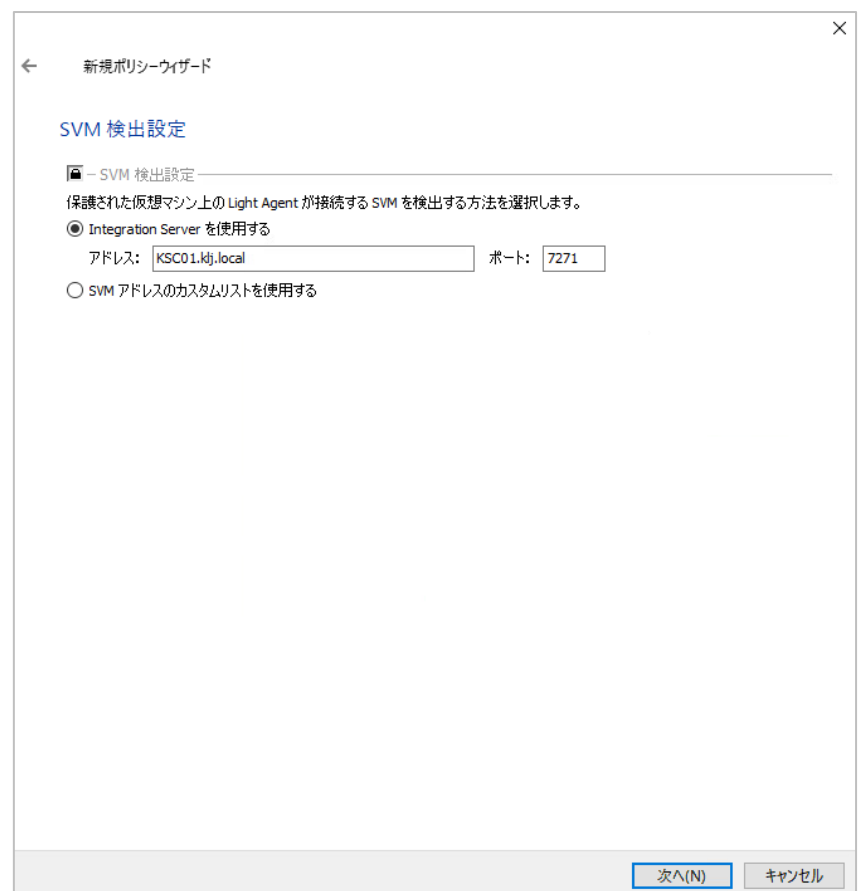 新規ポリシーウィザード
SVM 検出設定
SVM 検出設定
保護された仮想マシン上の Light Agent が接続する SVM を検出する方法を選択します。
Integration Server を使用する
アドレス: KSC01.klj.local ポート: 7271
SVM アドレスのカスタムリストを使用する
次へ(N) キャンセル